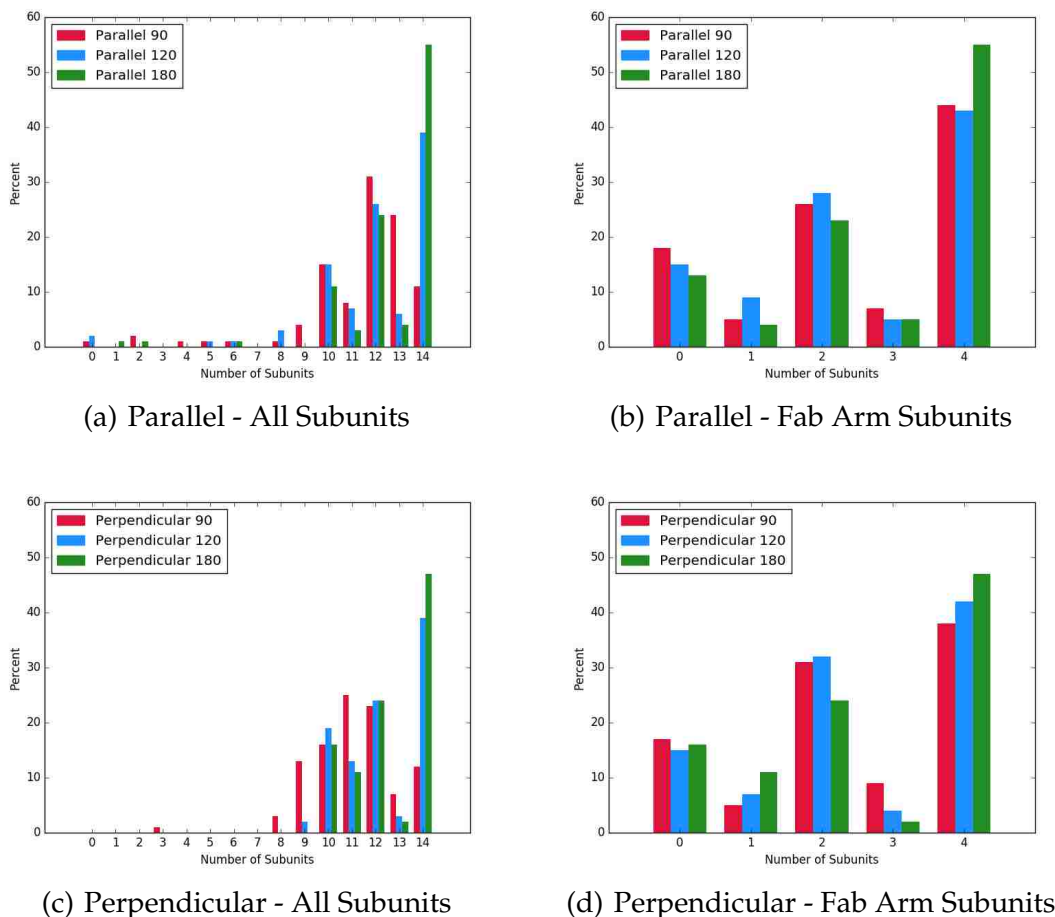 60
50
40
30
20
10
0
Percent
Parallel 90
Parallel 120
Parallel 180
0 1 2 3 4 5 6 7 8 9 10 11 12 13 14
Number of Subunits
(a) Parallel - All Subunits
60
50
40
30
20
10
0
Percent
Parallel 90
Parallel 120
Parallel 180
0 1 2 3 4
Number of Subunits
(b) Parallel - Fab Arm Subunits
60
50
40
30
20
10
0
Percent
Perpendicular 90
Perpendicular 120
Perpendicular 180
0 1 2 3 4 5 6 7 8 9 10 11 12 13 14
Number of Subunits
(c) Perpendicular - All Subunits
60
50
40
30
20
10
0
Percent
Perpendicular 90
Perpendicular 120
Perpendicular 180
0 1 2 3 4
Number of Subunits
(d) Perpendicular - Fab Arm Subunits